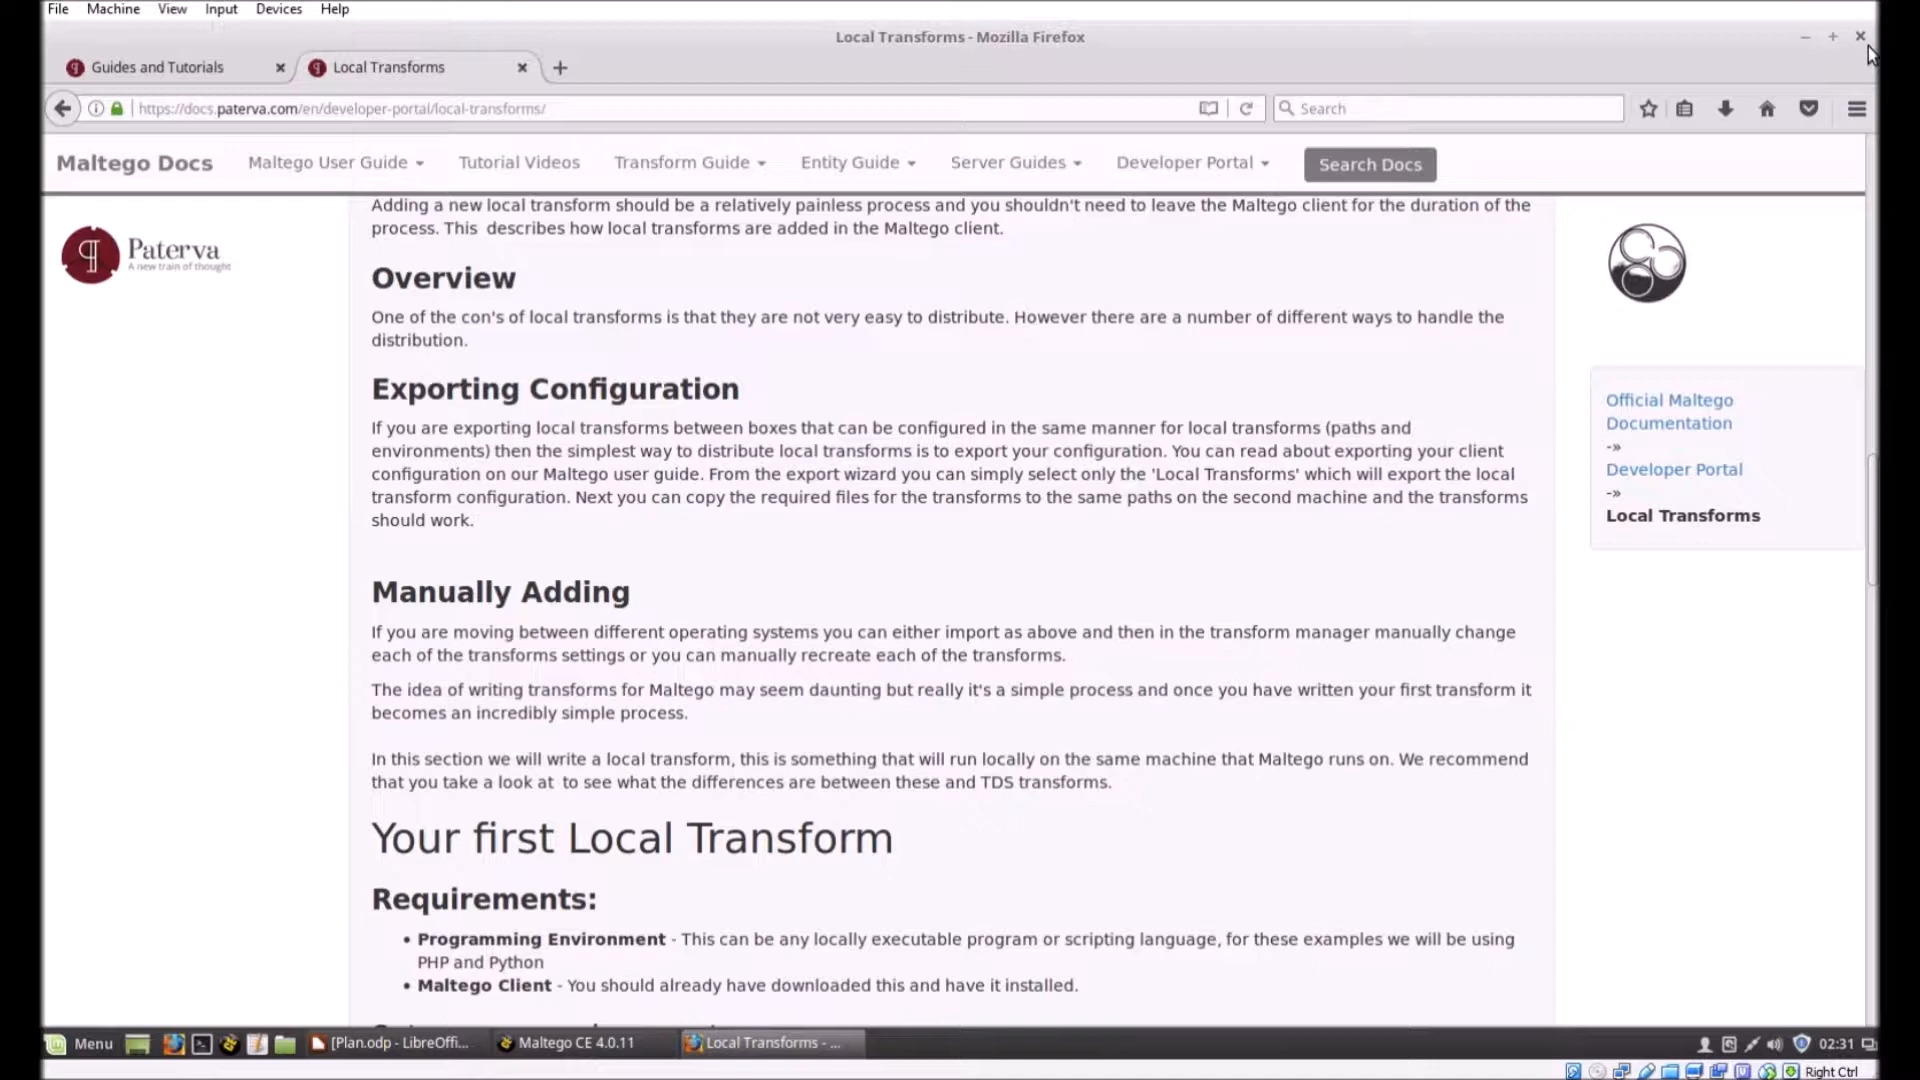 File Machine View Input Devices Help
Local Transforms - Mozilla Firefox
Guides and Tutorials
Local Transforms
https://docs.paterva.com/en/developer-portal/local-transforms/
Search
Maltego Docs Maltego User Guide Tutorial Videos Transform Guide Entity Guide Server Guides Developer Portal Search Docs
Paterva
A new train of thought
Adding a new local transform should be a relatively painless process and you shouldn't need to leave the Maltego client for the duration of the
process. This describes how local transforms are added in the Maltego client.
Overview
One of the con's of local transforms is that they are not very easy to distribute. However there are a number of different ways to handle the
distribution.
Exporting Configuration
If you are exporting local transforms between boxes that can be configured in the same manner for local transforms (paths and
environments) then the simplest way to distribute local transforms is to export your configuration. You can read about exporting your client
configuration on our Maltego user guide. From the export wizard you can simply select only the 'Local Transforms' which will export the local
transform configuration. Next you can copy the required files for the transforms to the same paths on the second machine and the transforms
should work.
Manually Adding
If you are moving between different operating systems you can either import as above and then in the transform manager manually change
each of the transforms settings or you can manually recreate each of the transforms.
The idea of writing transforms for Maltego may seem daunting but really it's a simple process and once you have written your first transform it
becomes an incredibly simple process.
In this section we will write a local transform, this is something that will run locally on the same machine that Maltego runs on. We recommend
that you take a look at to see what the differences are between these and TDS transforms.
Your first Local Transform
Requirements:
• Programming Environment - This can be any locally executable program or scripting language, for these examples we will be using
PHP and Python
• Maltego Client - You should already have downloaded this and have it installed.
Official Maltego
Documentation
-»
Developer Portal
-»
Local Transforms
Menu
[Plan.odp - LibreOffi...
Maltego CE 4.0.11
Local Transforms - ...
02:31
Right Ctrl